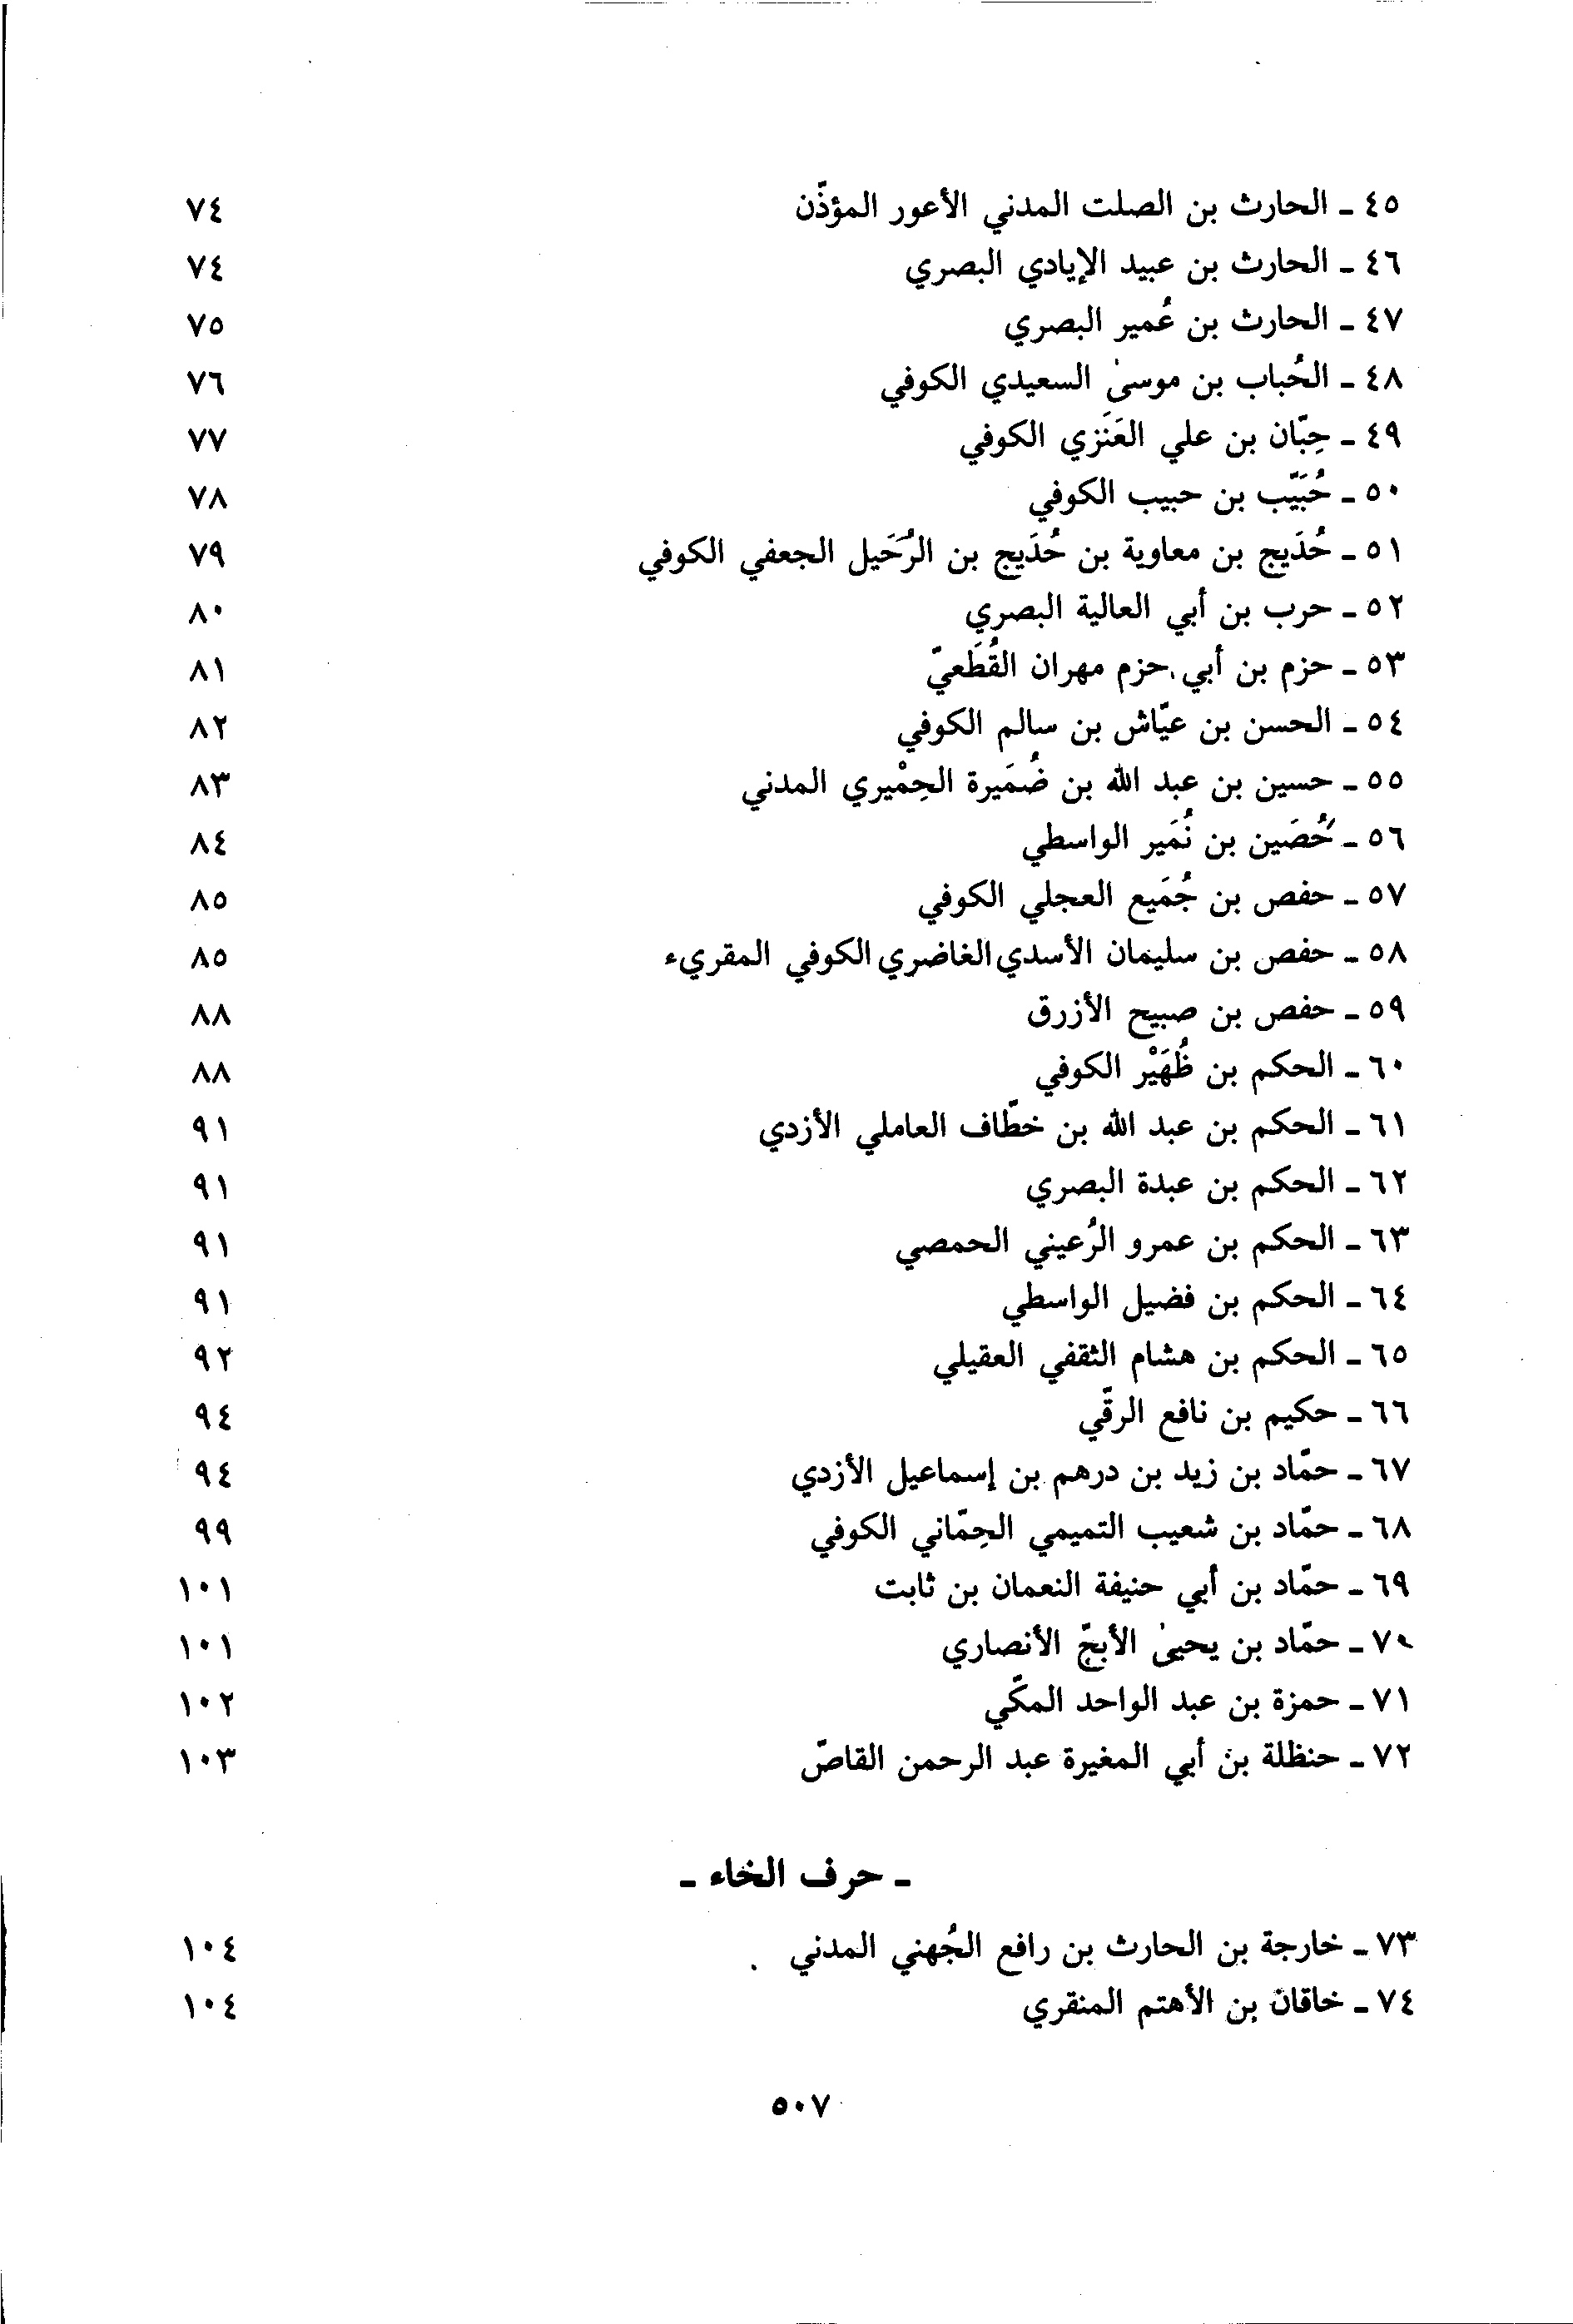 ٤٥ ـ الحارث بن الصلت المدني الأعور المؤذّن ٧٤
٤٦ ـ الحارث بن عبيد الإيادي البصري ٧٤
٤٧ ـ الحارث بن عُمير البصري ٧٥
٤٨ ـ الحُباب بن موسىٰ السعيدي الكوفي ٧٦
٤٩ ـ حِبّان بن علي العَنَزي الكوفي ٧٧
٥٠ ـ حُبَيّب بن حبيب الكوفي ٧٨
٥١ ـ حُدَيج بن معاوية بن حُدَيج بن الرُحَيل الجعفي الكوفي ٧٩
٥٢ ـ حرب بن أبي العالية البصري ٨٠
٥٣ ـ حزم بن أبي حزم مهران القُطَعيّ ٨١
٥٤ ـ الحسن بن عيّاش بن سالم الكوفي ٨٢
٥٥ ـ حسين بن عبد الله بن ضُمَيرة الحِمْيري المدني ٨٣
٥٦ ـ حُصَين بن نُمَير الواسطي ٨٤
٥٧ ـ حفص بن جُمَيع العجلي الكوفي ٨٥
٥٨ ـ حفص بن سليمان الأسدي الغاضري الكوفي المقريء ٨٥
٥٩ ـ حفص بن صبيح الأزرق ٨٨
٦٠ ـ الحكم بن ظُهَيْر الكوفي ٨٨
٦١ ـ الحكم بن عبد الله بن خطّاف العاملي الأزدي ٩١
٦٢ ـ الحكم بن عبدة البصري ٩١
٦٣ ـ الحكم بن عمرو الرُعيني الحمصي ٩١
٦٤ ـ الحكم بن فضيل الواسطي ٩١
٦٥ ـ الحكم بن هشام الثقفي العقيلي ٩٢
٦٦ ـ حكيم بن نافع الرقّي ٩٤
٦٧ ـ حمّاد بن زيد بن درهم بن إسماعيل الأزدي ٩٤
٦٨ ـ حمّاد بن شعيب التميمي الحِمّاني الكوفي ٩٩
٦٩ ـ حمّاد بن أبي حنيفة النعمان بن ثابت ١٠١
٧٠ ـ حمّاد بن يحيىٰ الأبحّ الأنصاري ١٠١
٧١ ـ حمزة بن عبد الواحد المكّي ١٠٢
٧٢ ـ حنظلة بن أبي المغيرة عبد الرحمن القاصّ ١٠٣
ـ حرف الخاء ـ
٧٣ ـ خارجة بن الحارث بن رافع الجُهني المدني ١٠٤
٧٤ ـ خاقان بن الأهتم المنقري ١٠٤
٥٠٧